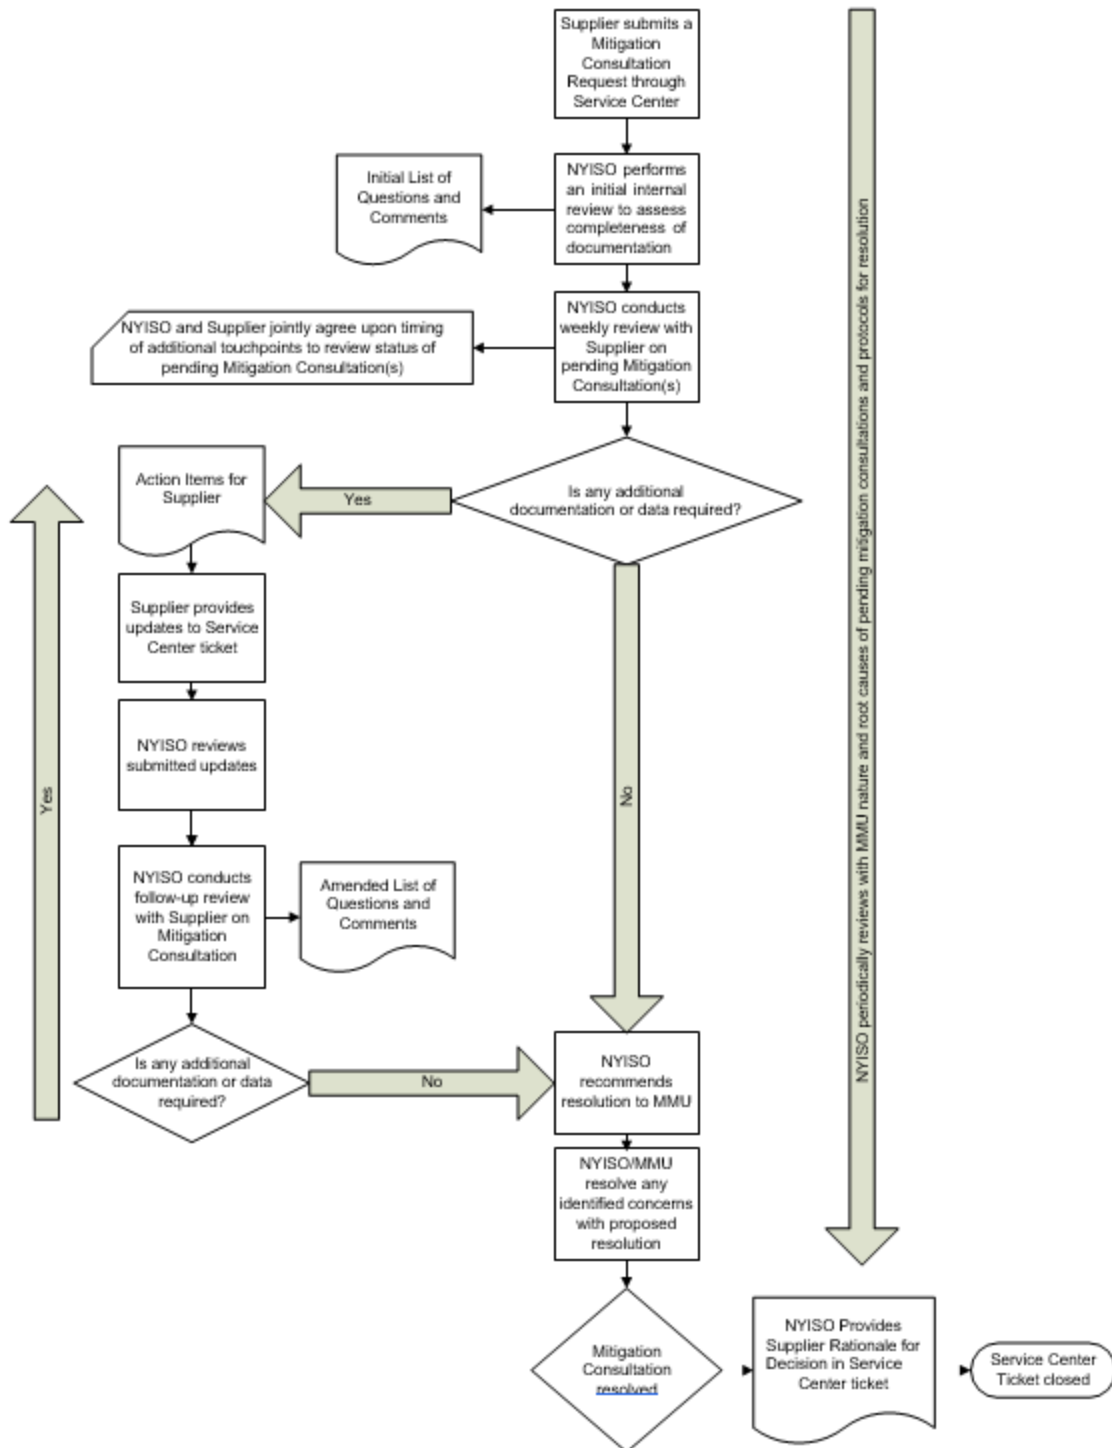 Supplier submits a
Mitigation
Consultation
Request through
Service Center
NYISO performs
an initial internal
review to assess
completeness of
documentation
Initial List of
Questions and
Comments
NYISO conducts
weekly review with
Supplier on
pending Mitigation
Consultation(s)
NYISO and Supplier jointly agree upon timing
of additional touchpoints to review status of
pending Mitigation Consultation(s)
Is any additional
documentation or data required?
Yes
Action Items for
Supplier
Supplier provides
updates to Service
Center ticket
NYISO reviews
submitted updates
NYISO conducts
follow-up review
with Supplier on
Mitigation
Consultation
Amended List of
Questions and
Comments
Is any additional
documentation or data
required?
Yes
No
No
NYISO
recommends
resolution to MMU
NYISO/MMU
resolve any
identified concerns
with proposed
resolution
Mitigation
Consultation
resolved
NYISO Provides
Supplier Rationale for
Decision in Service
Center ticket
Service Center
Ticket closed
NYISO periodically reviews with MMU nature and root causes of pending mitigation consultations and protocols for resolution